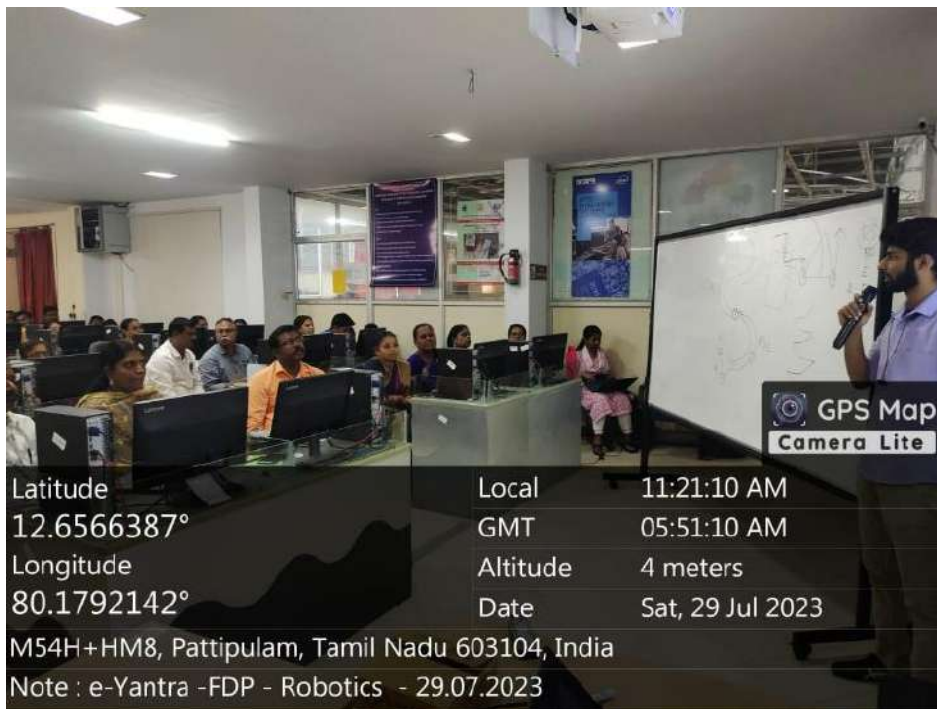 GPS Map
Camera Lite
Latitude
12.6566387°
Longitude
80.1792142°
Local 11:21:10 AM
GMT 05:51:10 AM
Altitude 4 meters
Date Sat, 29 Jul 2023
M54H+HM8, Pattipulam, Tamil Nadu 603104, India
Note : e-Yantra -FDP - Robotics - 29.07.2023